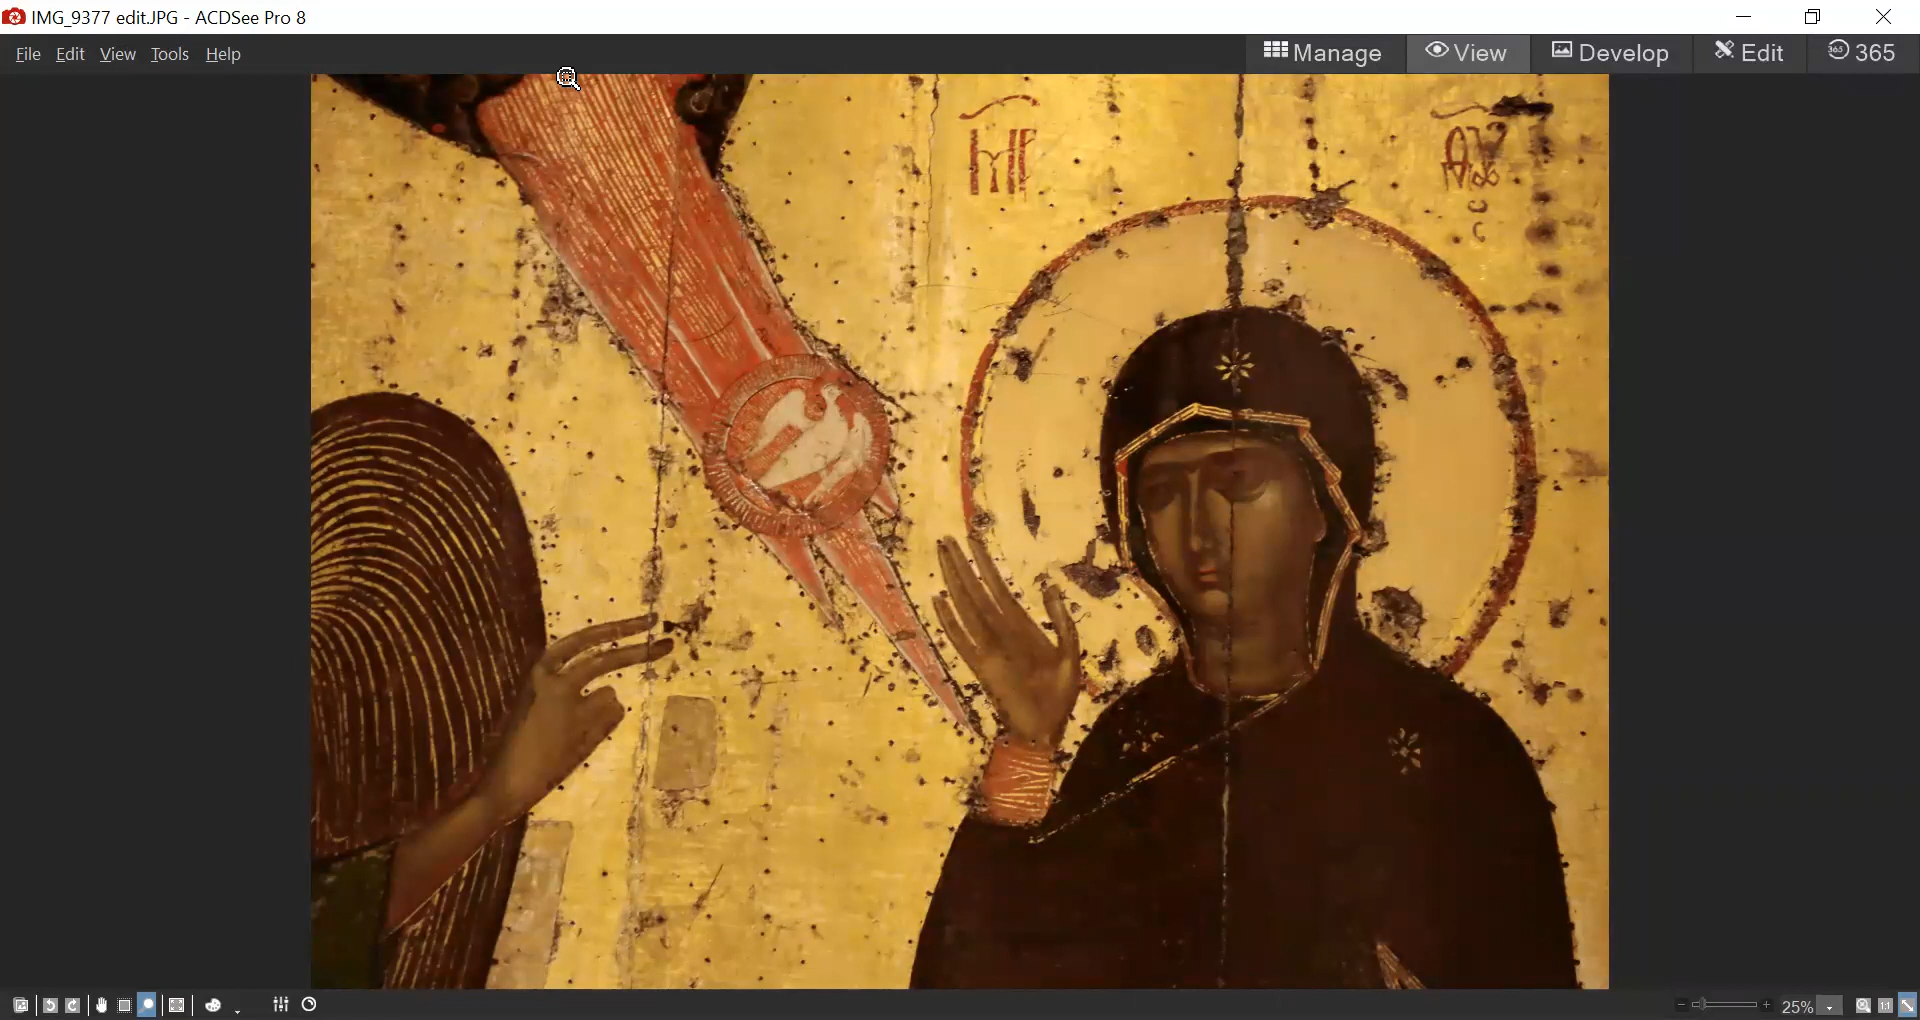 IMG_9377 edit.JPG - ACDSee Pro 8
File Edit View Tools Help
Manage View Develop Edit 365
25%